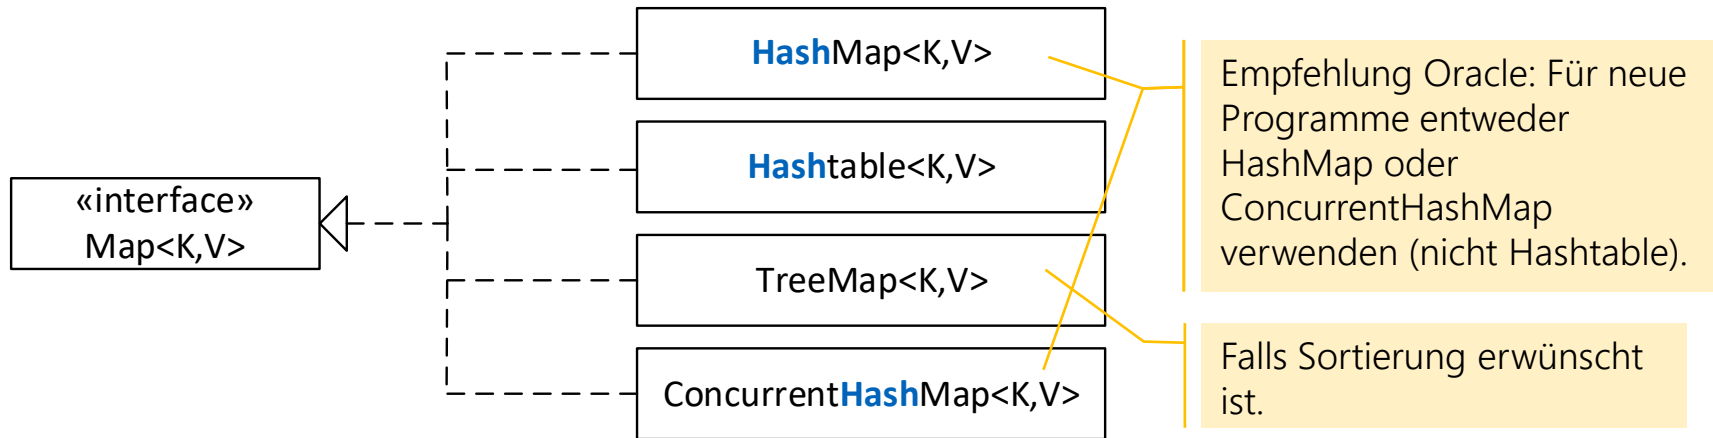 HashMap<K,V>
Hashtable<K,V>
«interface»
Map<K,V>
TreeMap<K,V>
ConcurrentHashMap<K,V>
Empfehlung Oracle: Für neue
Programme entweder
HashMap oder
ConcurrentHashMap
verwenden (nicht Hashtable).
Falls Sortierung erwünscht
ist.